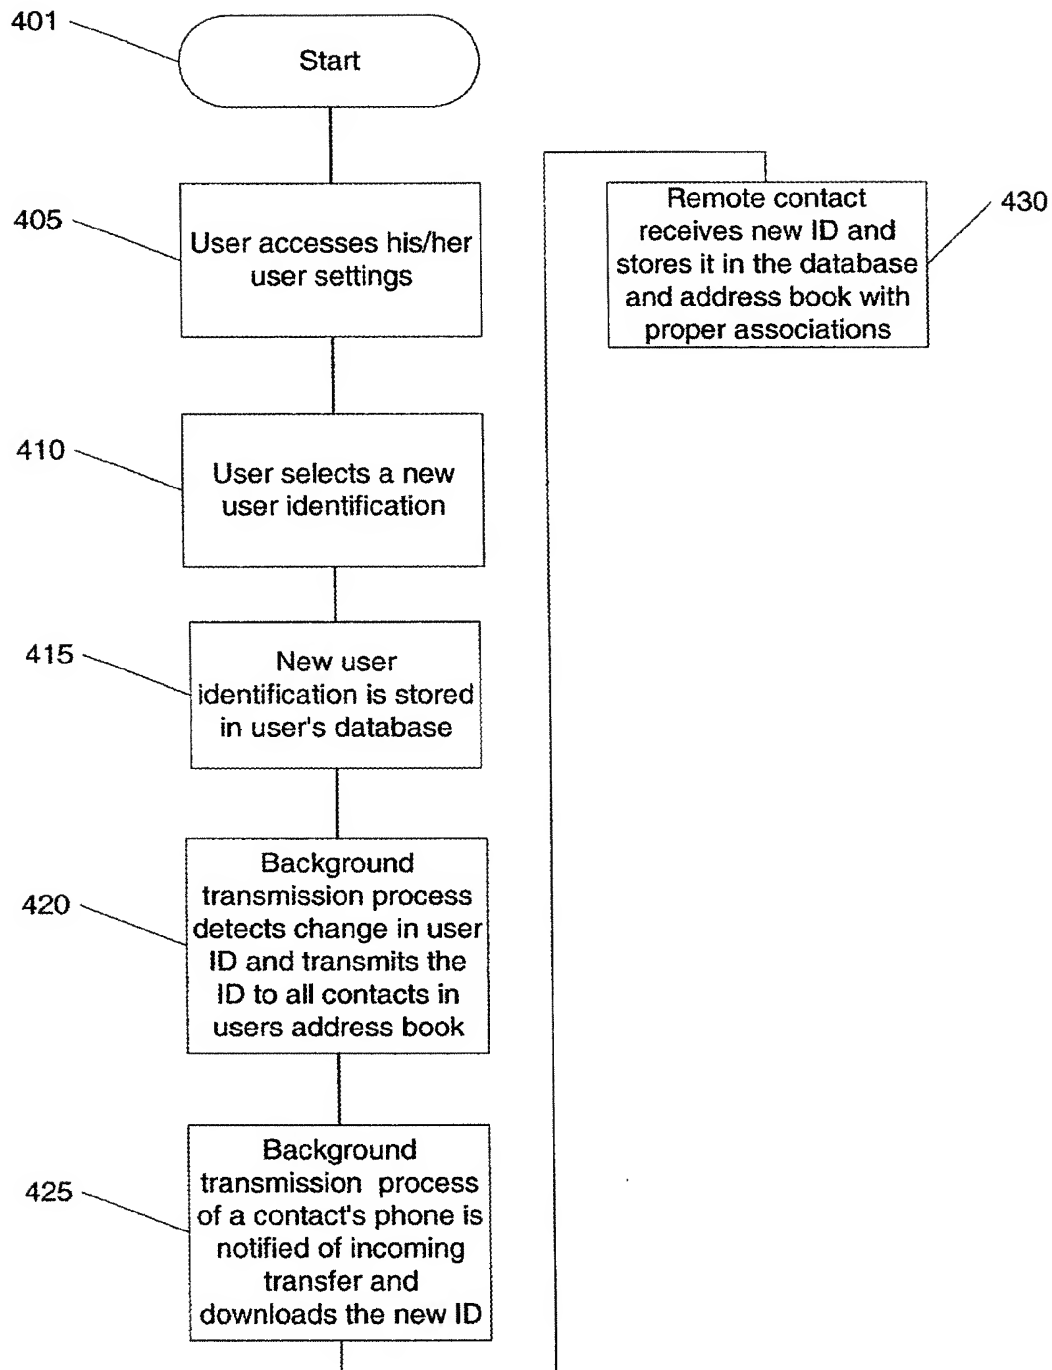 401
Start
405
User accesses his/her
user settings
410
User selects a new
user identification
415
New user
identification is stored
in user's database
420
Background
transmission process
detects change in user
ID and transmits the
ID to all contacts in
users address book
425
Background
transmission process
of a contact's phone is
notified of incoming
transfer and
downloads the new ID
Remote contact
receives new ID and
stores it in the database
and address book with
proper associations
430